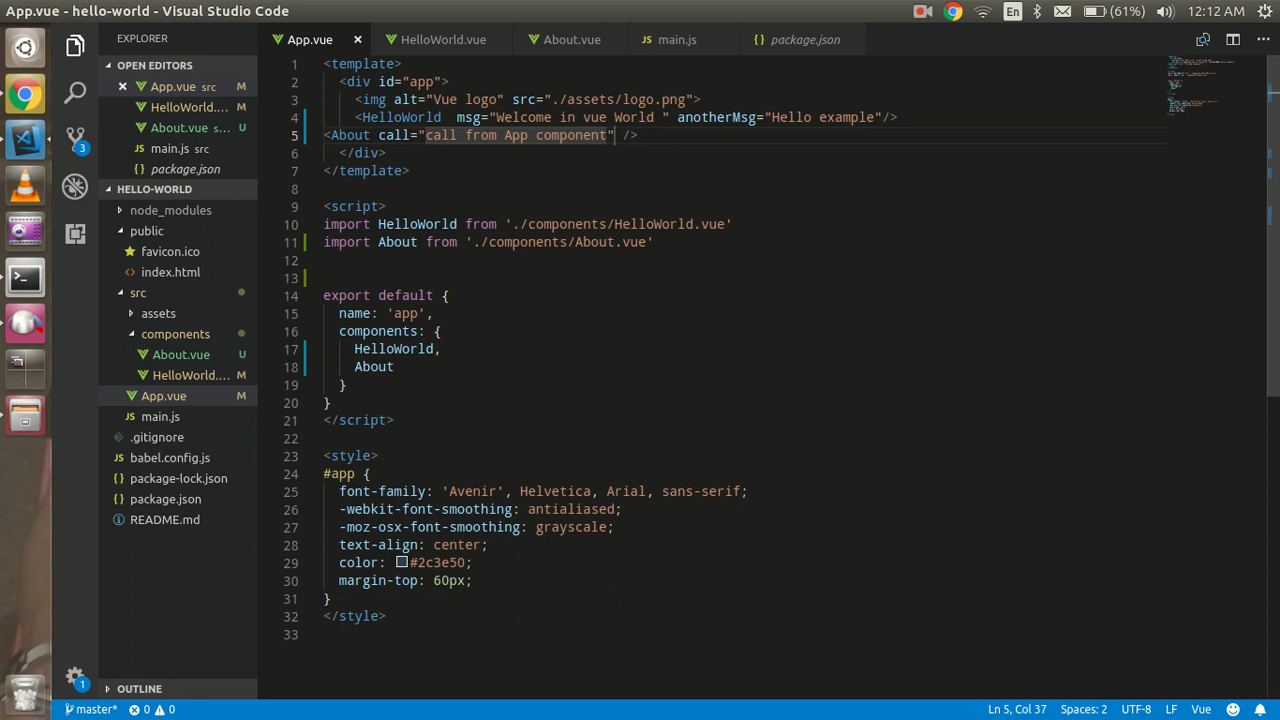 App.vue - hello-world - Visual Studio Code
En
(61%)
12:12 AM
EXPLORER
App.vue
HelloWorld.vue
About.vue
main.js
package.json
OPEN EDITORS
App.vue src
HelloWorld.... M
About.vue s... U
main.js src
package.json
HELLO-WORLD
node_modules
public
favicon.ico
index.html
src
assets
components
About.vue U
HelloWorld.... M
App.vue M
main.js
.gitignore
babel.config.js
package-lock.json
package.json
README.md
OUTLINE
3
1
1 <template>
2 <div id="app">
3 <img alt="Vue logo" src="./assets/logo.png">
4 <HelloWorld  msg="Welcome in vue World " anotherMsg="Hello example"/>
5 <About call="call from App component" />
6 </div>
7 </template>
8
9 <script>
10 import HelloWorld from './components/HelloWorld.vue'
11 import About from './components/About.vue'
12
13
14 export default {
15 name: 'app',
16 components: {
17 HelloWorld,
18 About
19 }
20 }
21 </script>
22
23 <style>
24 #app {
25 font-family: 'Avenir', Helvetica, Arial, sans-serif;
26 -webkit-font-smoothing: antialiased;
27 -moz-osx-font-smoothing: grayscale;
28 text-align: center;
29 color: #2c3e50;
30 margin-top: 60px;
31 }
32 </style>
33
master* 0 0
Ln 5, Col 37
Spaces: 2
UTF-8
LF
Vue